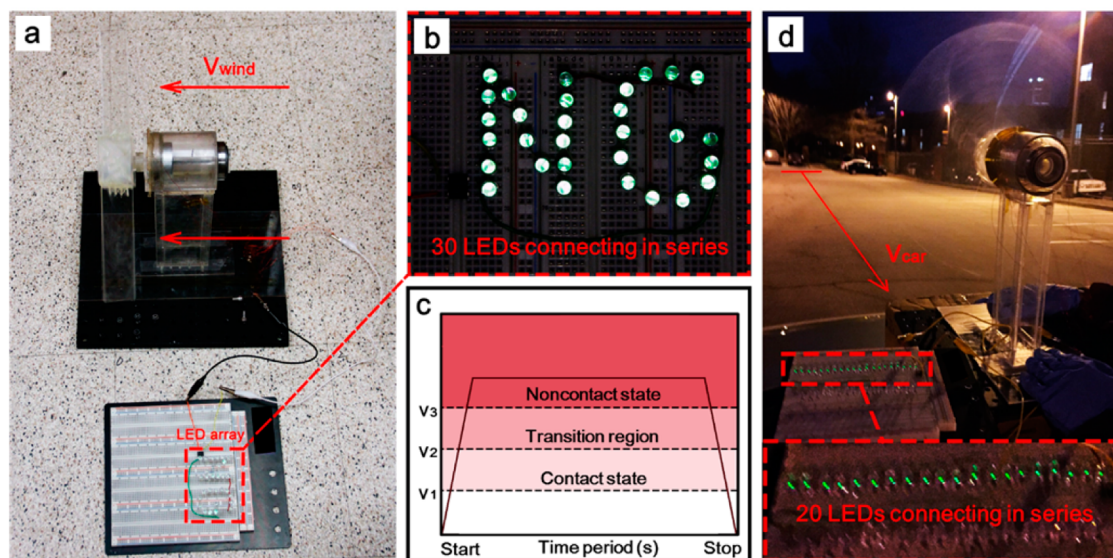 a
Vwind
LED array
b
NG
30 LEDs connecting in series
c
V3
Noncontact state
Transition region
V2
Contact state
V1
Start
Time period (s)
Stop
d
Vcar
20 LEDs connecting in series